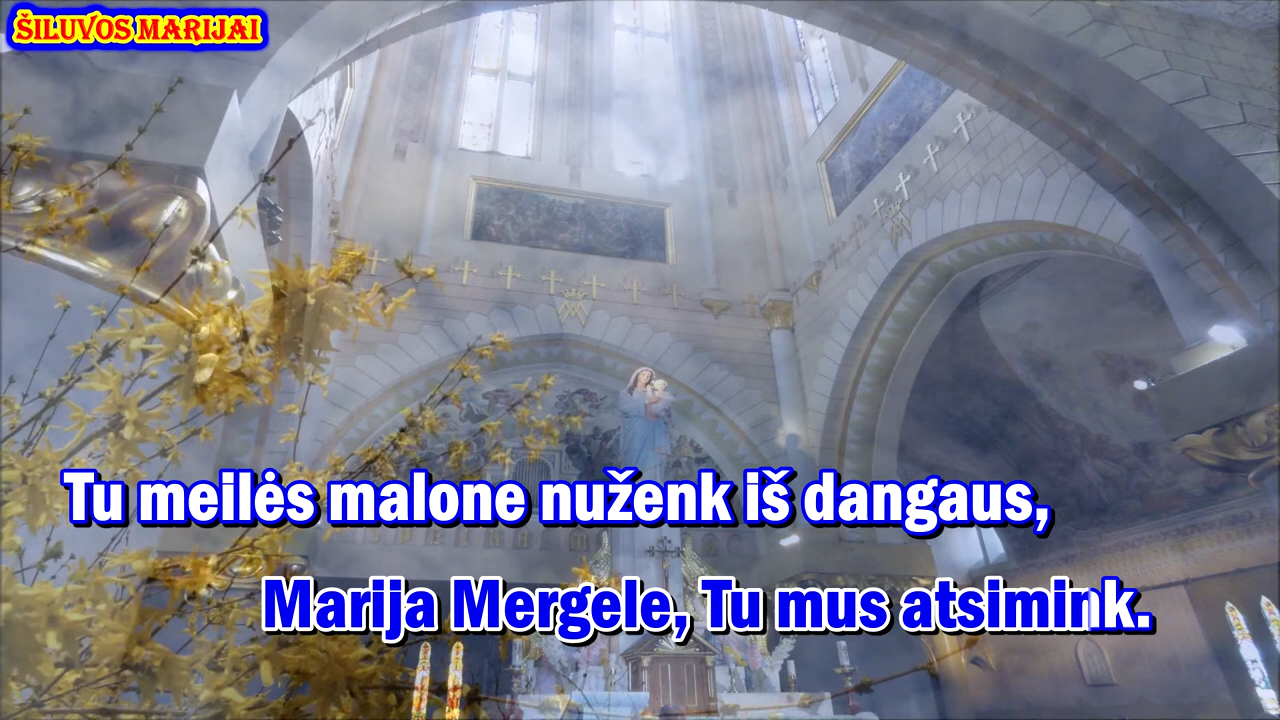 ŠILUVOS MARIJAI
Tu meilės malone nuženk iš dangaus,
Marija Mergele, Tu mus atsimink.